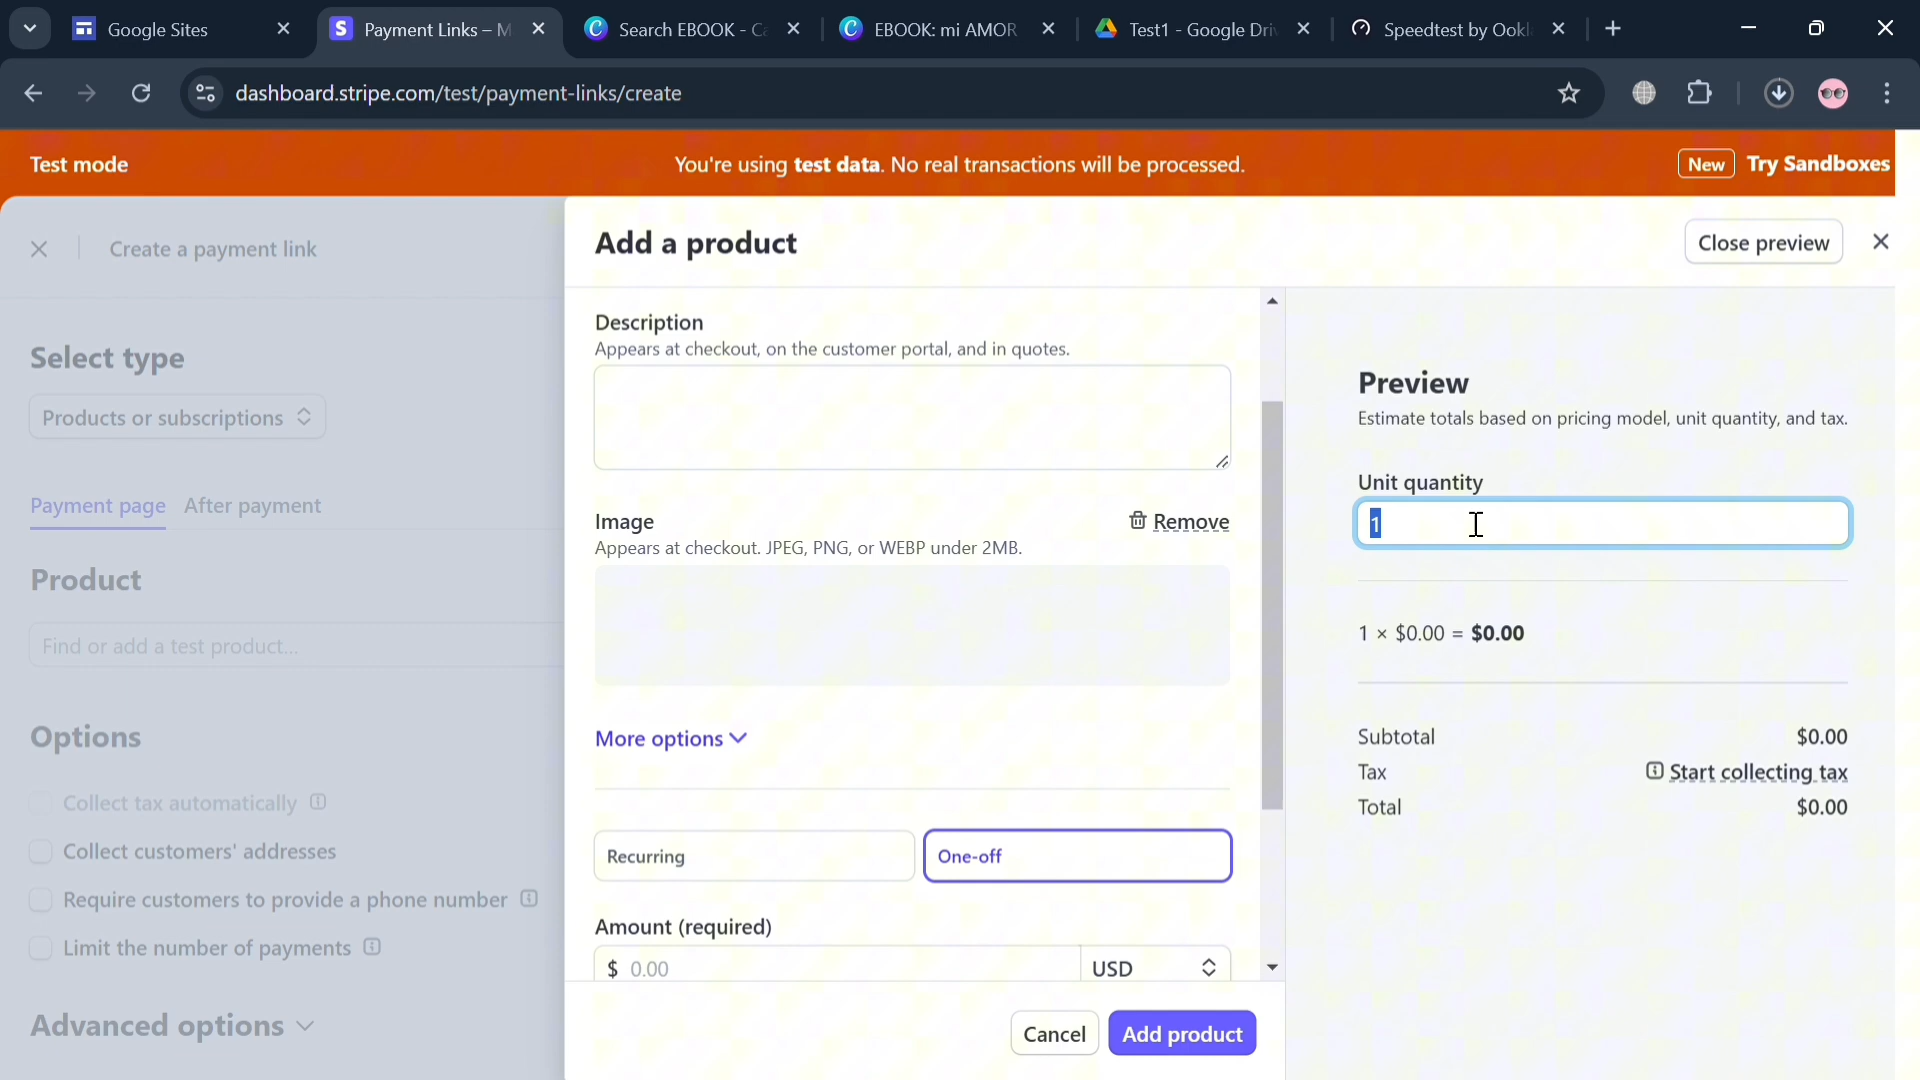 Google Sites
Payment Links – M
Search EBOOK - Ca
EBOOK: mi AMOR
Test1 - Google Driv
Speedtest by Ookl
dashboard.stripe.com/test/payment-links/create
Test mode
You're using test data. No real transactions will be processed.
New
Try Sandboxes
Create a payment link
Select type
Products or subscriptions
Payment page
After payment
Product
Find or add a test product...
Options
Collect tax automatically
Collect customers' addresses
Require customers to provide a phone number
Limit the number of payments
Advanced options
Add a product
Close preview
Description
Appears at checkout, on the customer portal, and in quotes.
Image
Remove
Appears at checkout. JPEG, PNG, or WEBP under 2MB.
More options
Recurring
One-off
Amount (required)
$ 0.00
USD
Cancel
Add product
Preview
Estimate totals based on pricing model, unit quantity, and tax.
Unit quantity
1
1 × $0.00 = $0.00
Subtotal $0.00
Tax Start collecting tax
Total $0.00